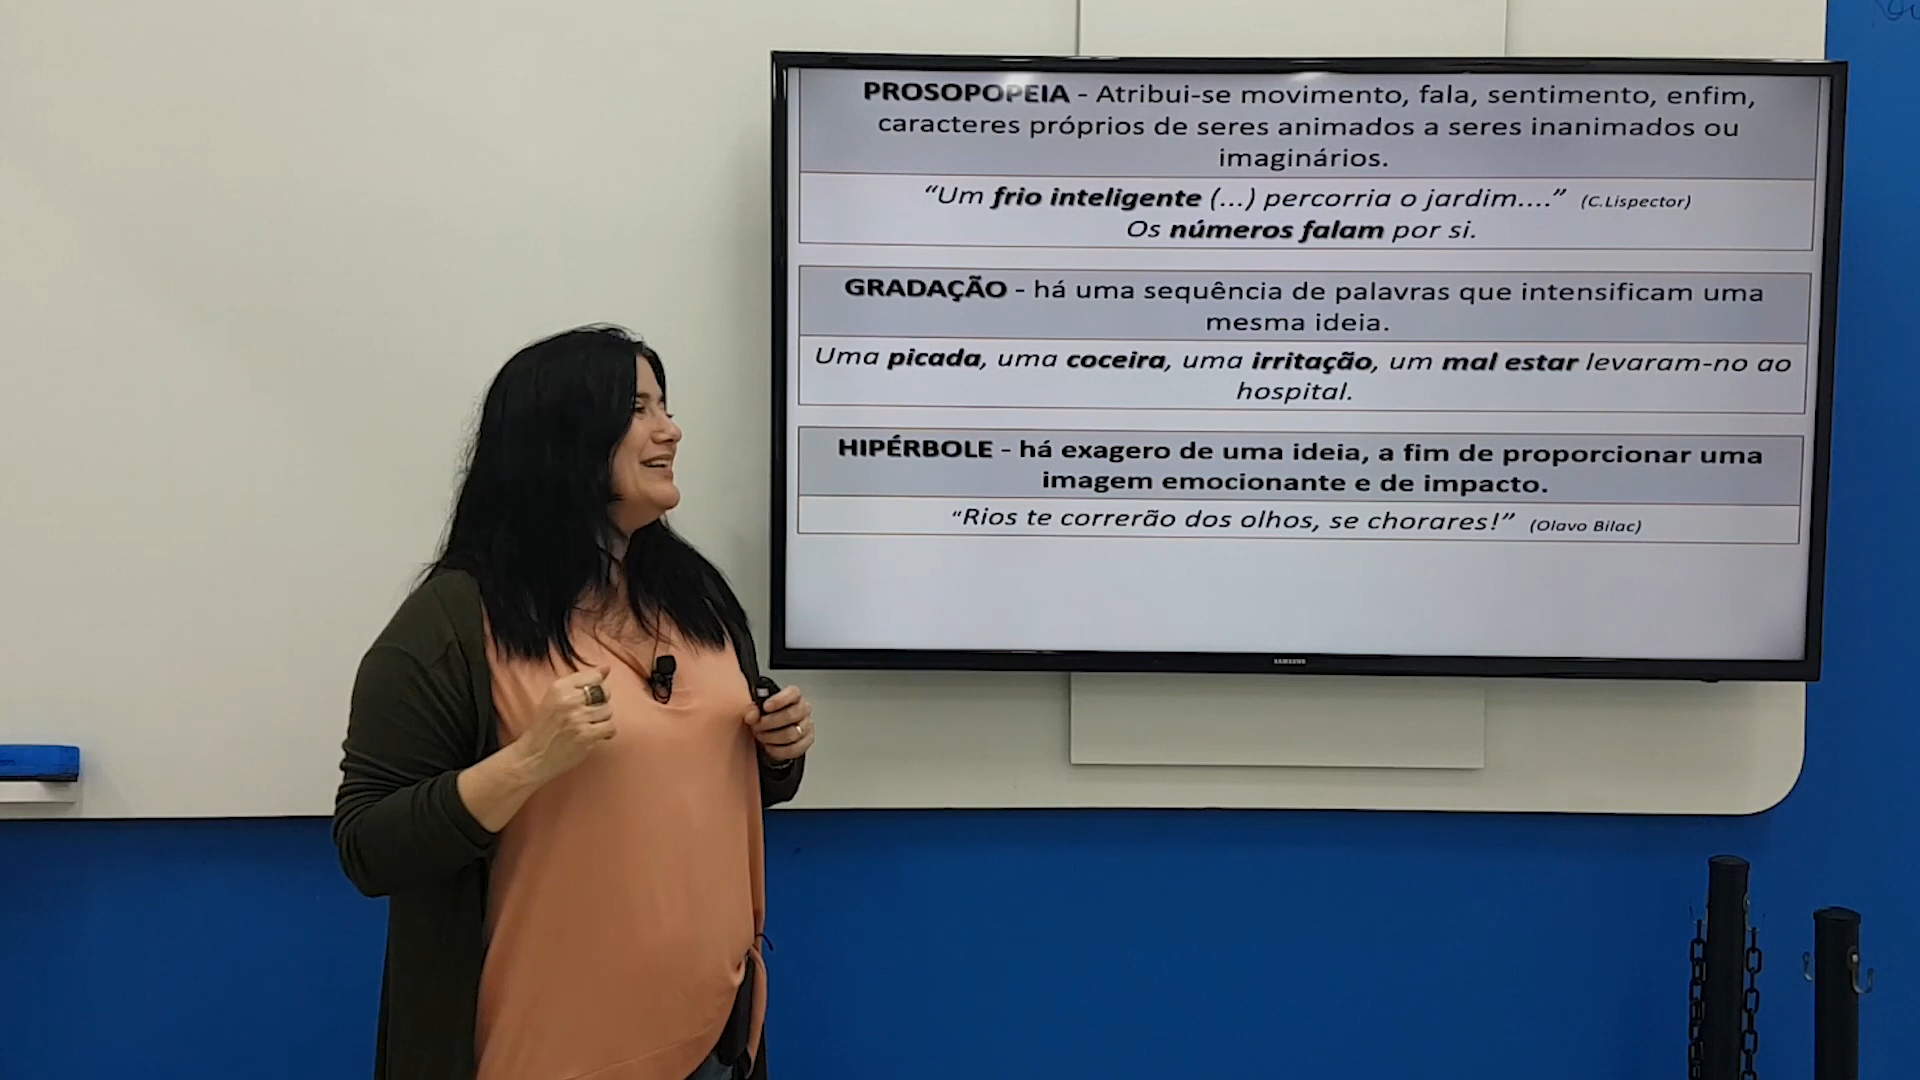 PROSOPOPEIA - Atribui-se movimento, fala, sentimento, enfim,
caracteres próprios de seres animados a seres inanimados ou
imaginários.
“Um frio inteligente (...) percorria o jardim....” (C.Lispector)
Os números falam por si.
GRADAÇÃO - há uma sequência de palavras que intensificam uma
mesma ideia.
Uma picada, uma coceira, uma irritação, um mal estar levaram-no ao
hospital.
HIPÉRBOLE - há exagero de uma ideia, a fim de proporcionar uma
imagem emocionante e de impacto.
“Rios te correrão dos olhos, se chorares!” (Olavo Bilac)
SAMSUNG